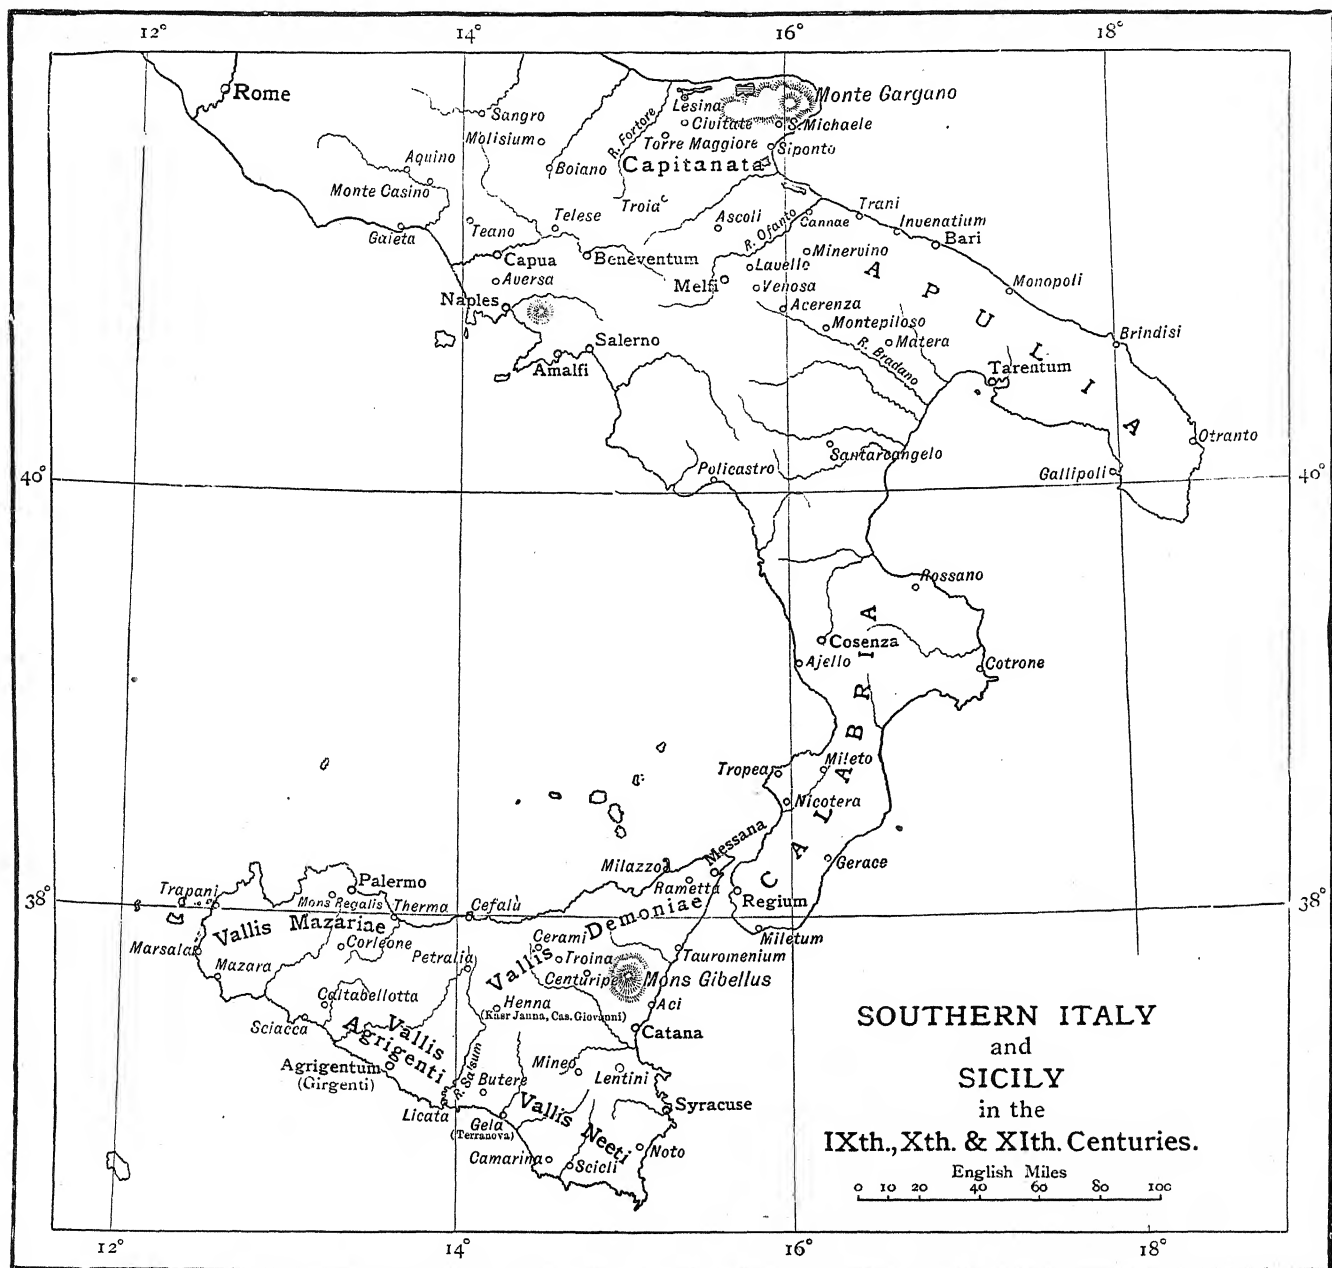 12° 14° 16° 18°
Rome
Sangro
Molisium
Aquino
Monte Casino
Boiano
R. Fortore
Lesina
Civitate
Torre Maggiore
Capitanata
Monte Gargano
S. Michaele
Siponto
Troia
Gaieta
Teano
Telese
Capua
Beneventum
Aversa
Naples
Amalfi
Salerno
Ascoli
R. Ofanto
Cannae
Trani
Iuvenatium
Bari
Minervino
Lavello
Melfi
Venosa
Acerenza
Montepiloso
Matera
R. Bradano
APULIA
Monopoli
Brindisi
Tarentum
Otranto
Gallipoli
Santarcangelo
Policastro
40° 40°
Rossano
Cosenza
Ajello
Cotrone
CALABRIA
Tropea
Mileto
Nicotera
Gerace
Regium
Miletum
Messana
Milazzo
Rametta
38° 38°
Trapani
Palermo
Mons Regalis
Therma
Cefalù
Vallis Mazariae
Marsala
Mazara
Corleone
Petralia
Cerami
Troina
Centuripe
Vallis Demoniae
Tauromenium
Mons Gibellus
Aci
Henna
(Kasr Janna, Cas. Giovanni)
Catana
Caltabellotta
Sciacca
Vallis
Agrigenti
Agrigentum
(Girgenti)
R. Salsum
Licata
Butere
Mineo
Lentini
Gela
(Terranova)
Vallis Neeti
Syracuse
Noto
Camarina
Scicli
SOUTHERN ITALY
and
SICILY
in the
IXth., Xth. & XIth. Centuries.
English Miles
0 10 20 40 60 80 100
12° 14° 16° 18°